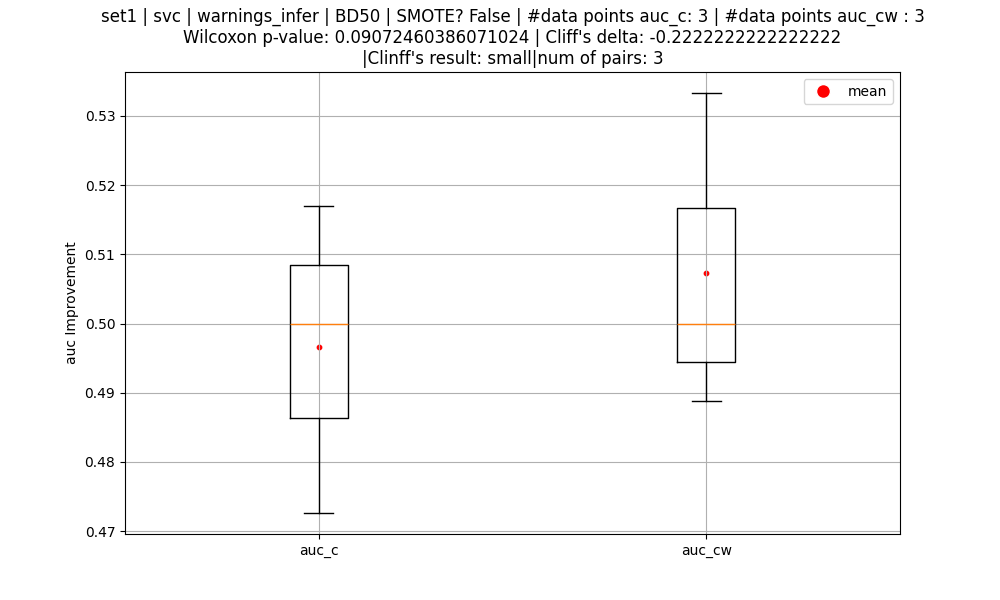 set1 | svc | warnings_infer | BD50 | SMOTE? False | #data points auc_c: 3 | #data points auc_cw : 3
Wilcoxon p-value: 0.09072460386071024 | Cliff's delta: -0.2222222222222222
|Clinff's result: small|num of pairs: 3
mean
0.53
0.52
0.51
0.50
0.49
0.48
0.47
auc Improvement
auc_c
auc_cw